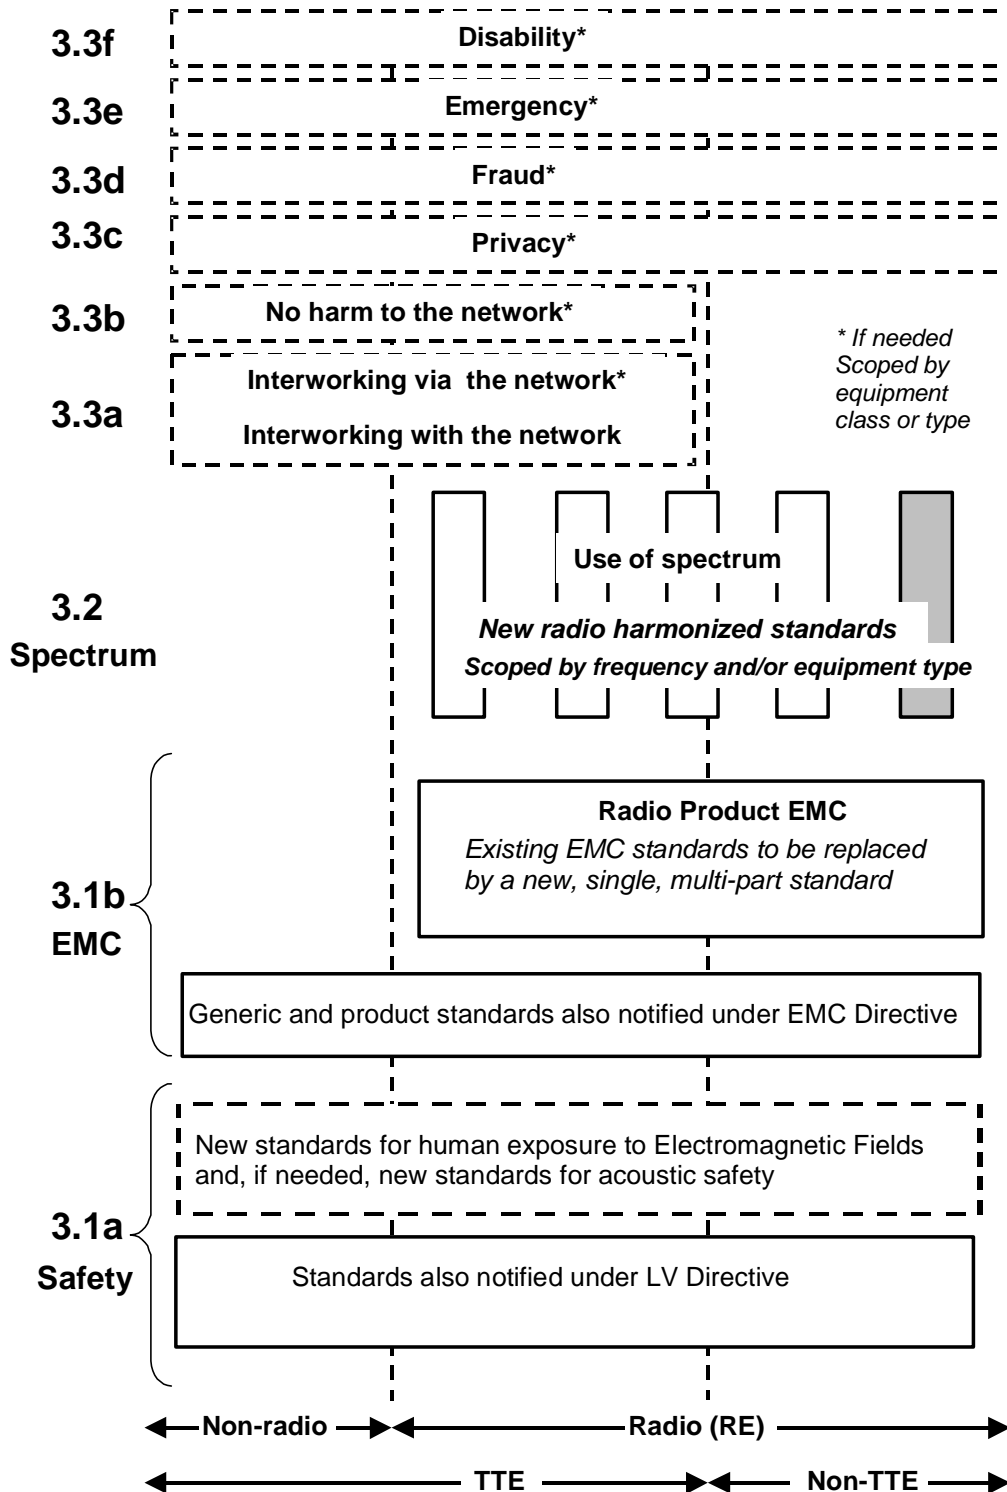 3.3f
Disability*
3.3e
Emergency*
3.3d
Fraud*
3.3c
Privacy*
3.3b
No harm to the network*
* If needed
Scoped by
equipment
class or type
3.3a
Interworking via the network*
Interworking with the network
3.2
Spectrum
Use of spectrum
New radio harmonized standards
Scoped by frequency and/or equipment type
3.1b
EMC
Radio Product EMC
Existing EMC standards to be replaced
by a new, single, multi-part standard
Generic and product standards also notified under EMC Directive
3.1a
Safety
New standards for human exposure to Electromagnetic Fields
and, if needed, new standards for acoustic safety
Standards also notified under LV Directive
Non-radio
Radio (RE)
TTE
Non-TTE